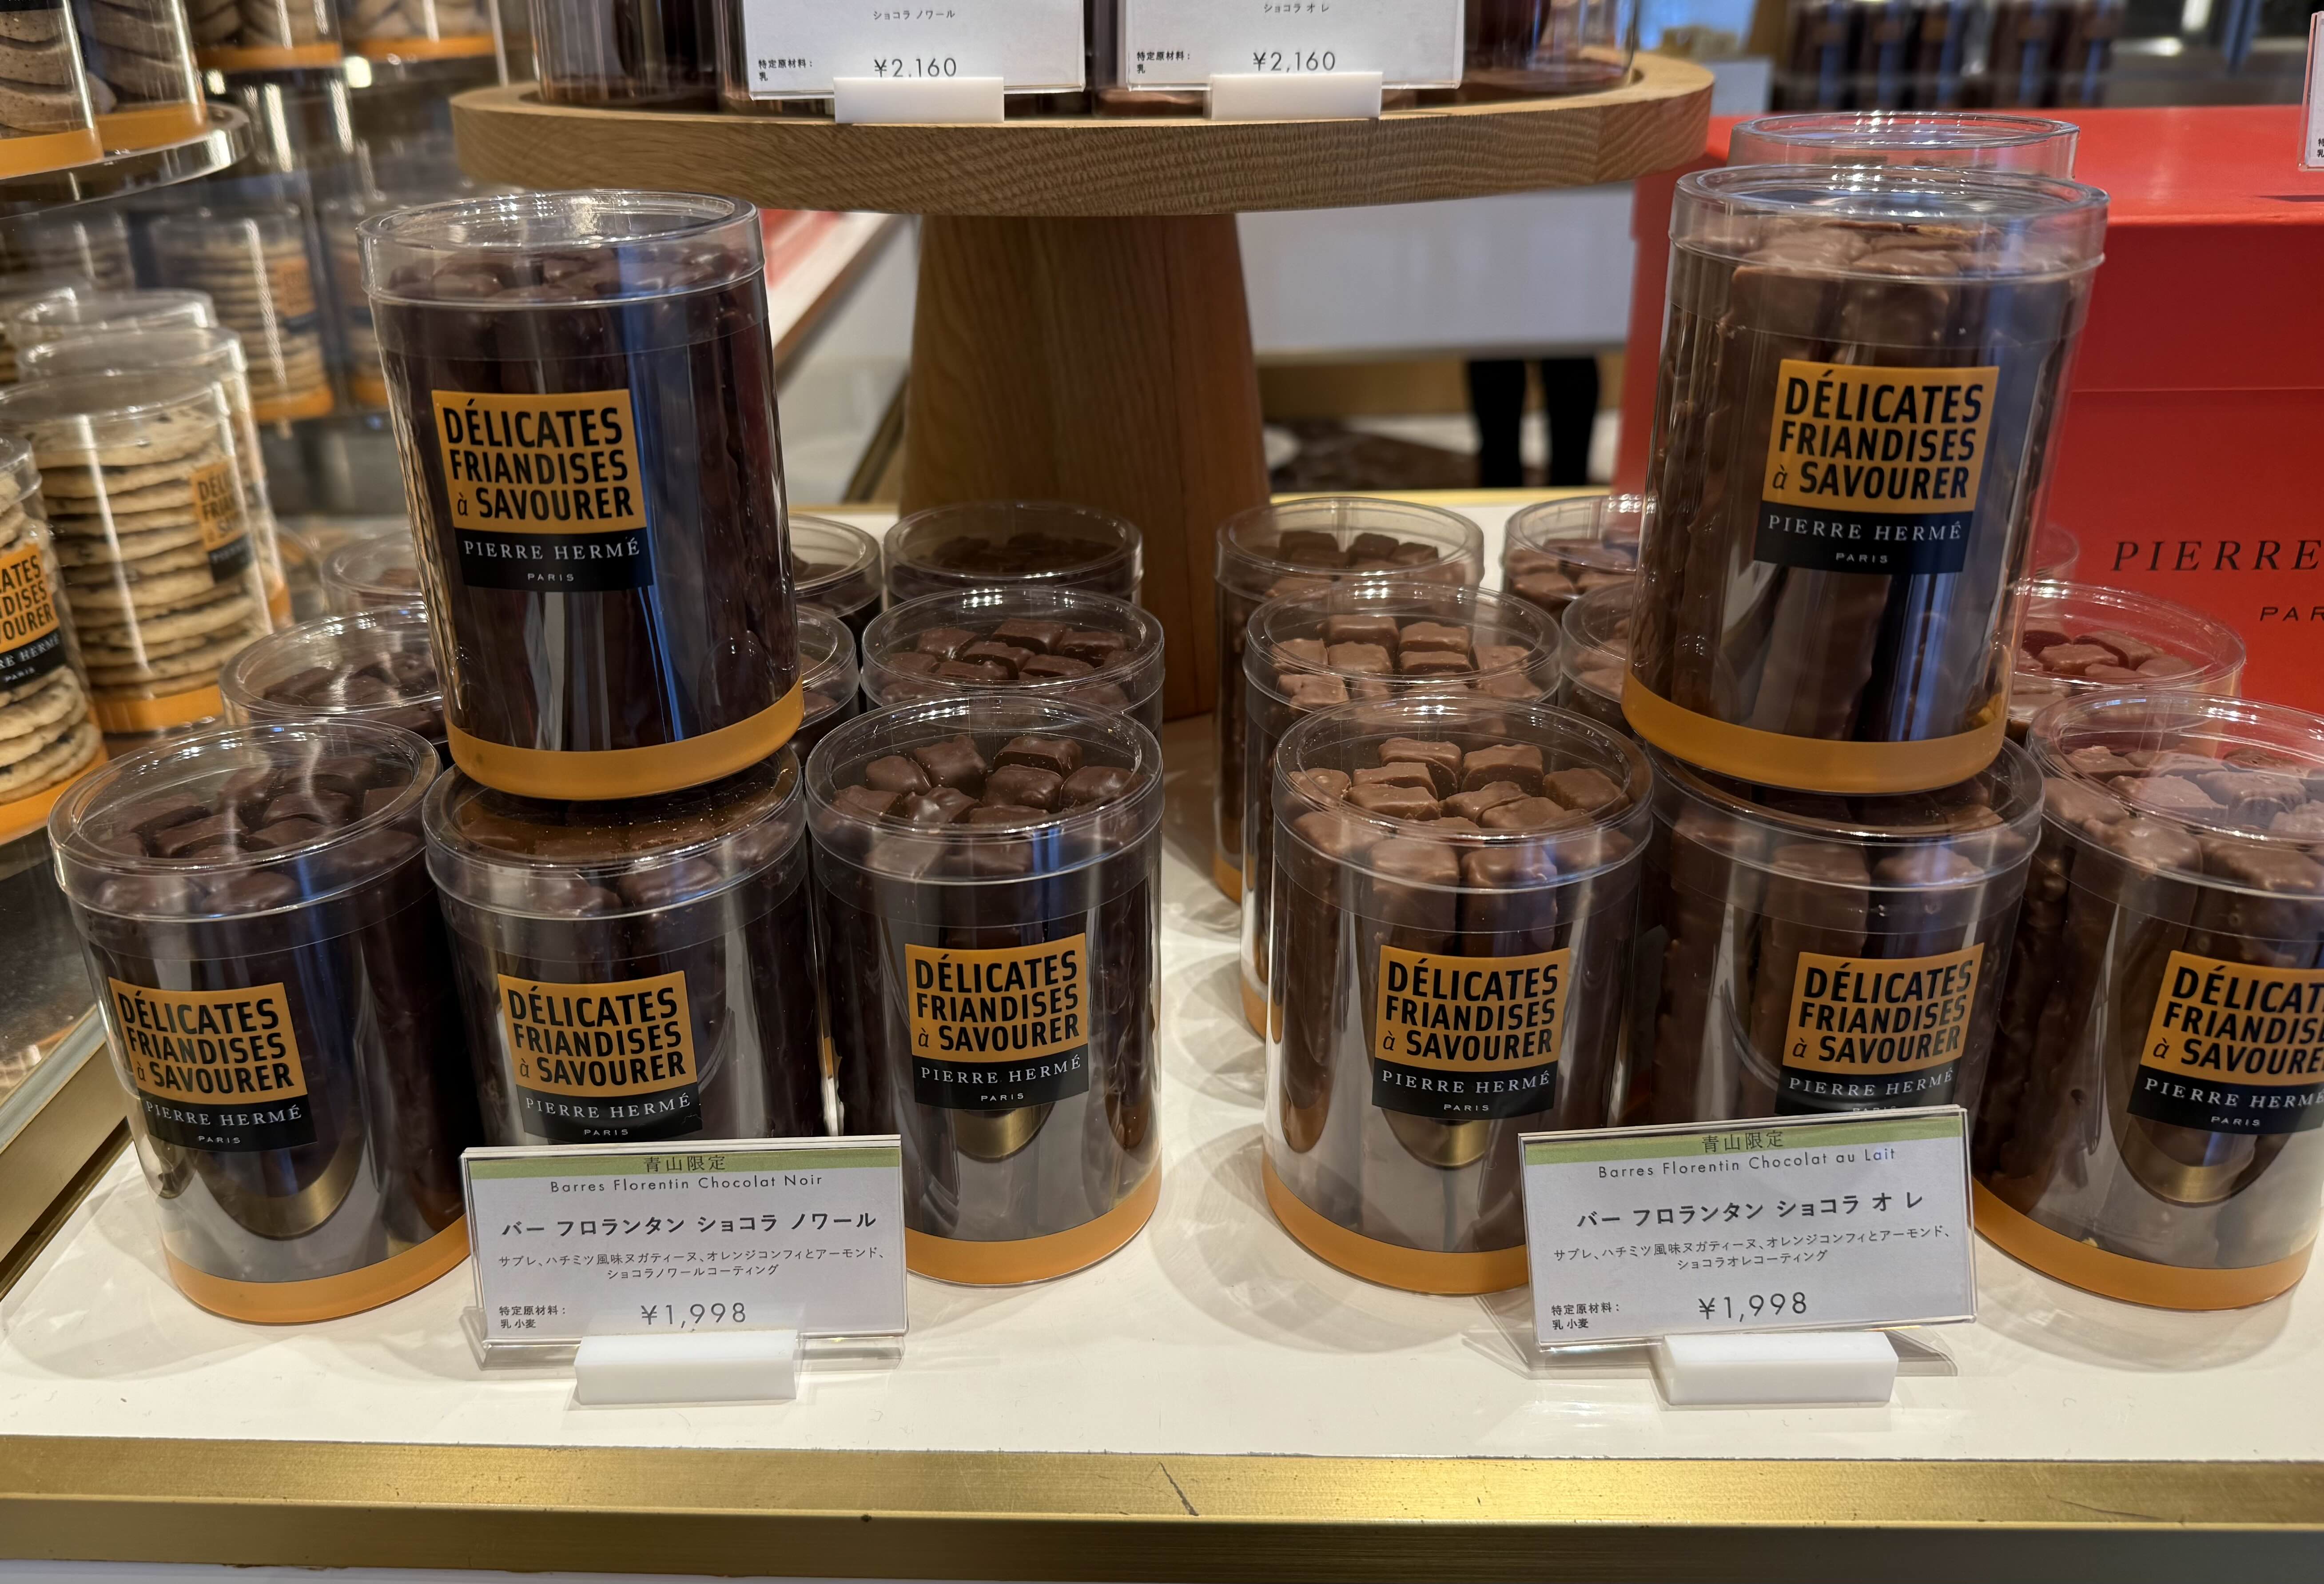 ショコラ ノワール
特定原材料：
乳
¥2,160
ショコラ オ レ
特定原材料：
乳
¥2,160
DÉLICATES
FRIANDISES
à SAVOURER
PIERRE HERMÉ
PARIS
DÉLICATES
FRIANDISES
à SAVOURER
PIERRE HERMÉ
PARIS
PIERRE
DÉLICATES
FRIANDISES
à SAVOURER
PIERRE HERMÉ
PARIS
DÉLICATES
FRIANDISES
à SAVOURER
PIERRE HERMÉ
PARIS
DÉLICATES
FRIANDISES
à SAVOURER
PIERRE HERMÉ
PARIS
DÉLICATES
FRIANDISES
à SAVOURER
PIERRE HERMÉ
PARIS
DÉLICATES
FRIANDISES
à SAVOURER
PIERRE HERMÉ
DÉLICAT
FRIANDISE
à SAVOURE
PIERRE HERMÉ
PARIS
青山限定
Barres Florentin Chocolat Noir
バー フロランタン ショコラ ノワール
サブレ、ハチミツ風味ヌガティーヌ、オレンジコンフィとアーモンド、
ショコラノワールコーティング
特定原材料：
乳 小麦
¥1,998
青山限定
Barres Florentin Chocolat au Lait
バー フロランタン ショコラ オ レ
サブレ、ハチミツ風味ヌガティーヌ、オレンジコンフィとアーモンド、
ショコラオレコーティング
特定原材料：
乳 小麦
¥1,998